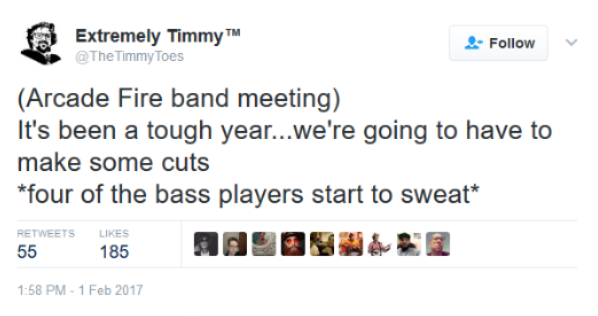 Extremely Timmy™
@TheTimmyToes
Follow
(Arcade Fire band meeting)
It's been a tough year...we're going to have to
make some cuts
*four of the bass players start to sweat*
RETWEETS LIKES
55 185
1:58 PM - 1 Feb 2017